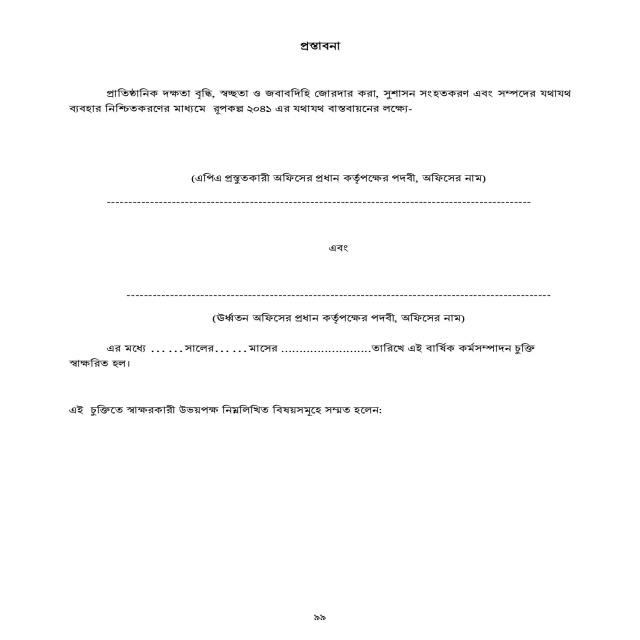 প্রস্তাবনা
প্রাতিষ্ঠানিক দক্ষতা বৃদ্ধি, স্বচ্ছতা ও জবাবদিহি জোরদার করা, সুশাসন সংহতকরণ এবং সম্পদের যথাযথ
ব্যবহার নিশ্চিতকরণের মাধ্যমে রূপকল্প ২০৪১ এর যথাযথ বাস্তবায়নের লক্ষ্যে-
(এপিএ প্রস্তুতকারী অফিসের প্রধান কর্তৃপক্ষের পদবী, অফিসের নাম)
--------------------------------------------------------------------------------------------------
এবং
--------------------------------------------------------------------------------------------------
(ঊর্ধ্বতন অফিসের প্রধান কর্তৃপক্ষের পদবী, অফিসের নাম)
এর মধ্যে ......সালের......মাসের .........................তারিখে এই বার্ষিক কর্মসম্পাদন চুক্তি
স্বাক্ষরিত হল।
এই চুক্তিতে স্বাক্ষরকারী উভয়পক্ষ নিম্নলিখিত বিষয়সমূহে সম্মত হলেন:
৯৯